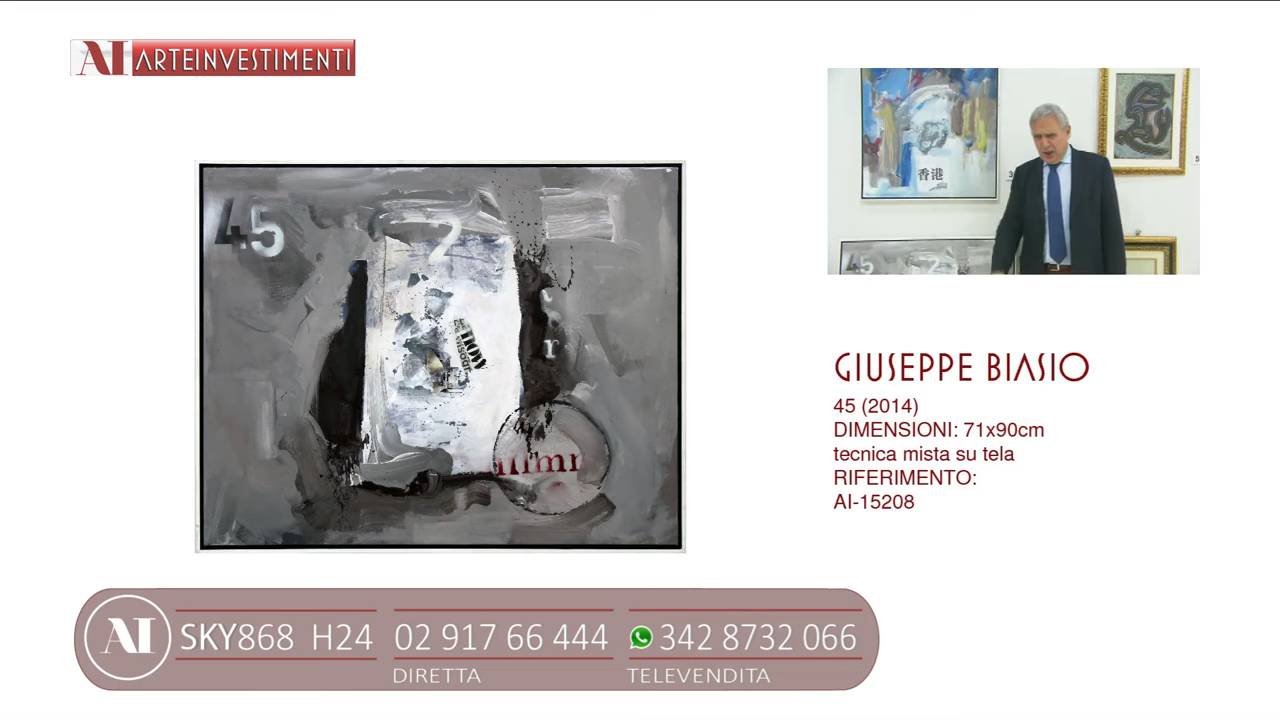 AI ARTEINVESTIMENTI
45
2
香港
GIUSEPPE BIASIO
45 (2014)
DIMENSIONI: 71x90cm
tecnica mista su tela
RIFERIMENTO:
AI-15208
AI
SKY868 H24
02 917 66 444
DIRETTA
342 8732 066
TELEVENDITA